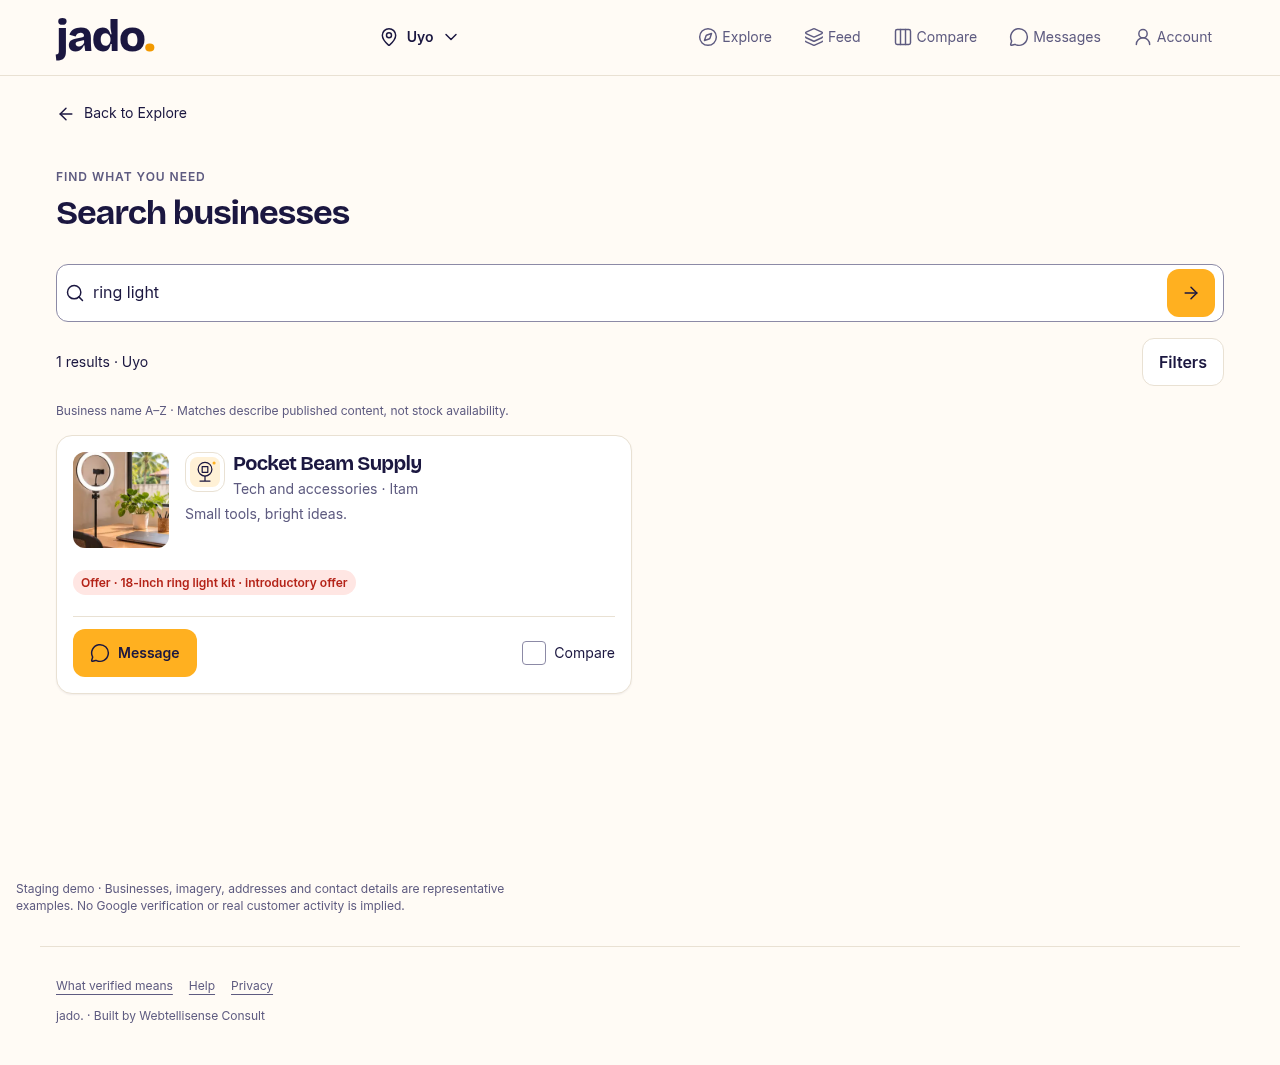 jado.
Uyo
Explore
Feed
Compare
Messages
Account
Back to Explore
FIND WHAT YOU NEED
Search businesses
ring light
1 results · Uyo
Filters
Business name A–Z · Matches describe published content, not stock availability.
Pocket Beam Supply
Tech and accessories · Itam
Small tools, bright ideas.
Offer · 18-inch ring light kit · introductory offer
Message
Compare
Staging demo · Businesses, imagery, addresses and contact details are representative
examples. No Google verification or real customer activity is implied.
What verified means Help Privacy
jado. · Built by Webtellisense Consult